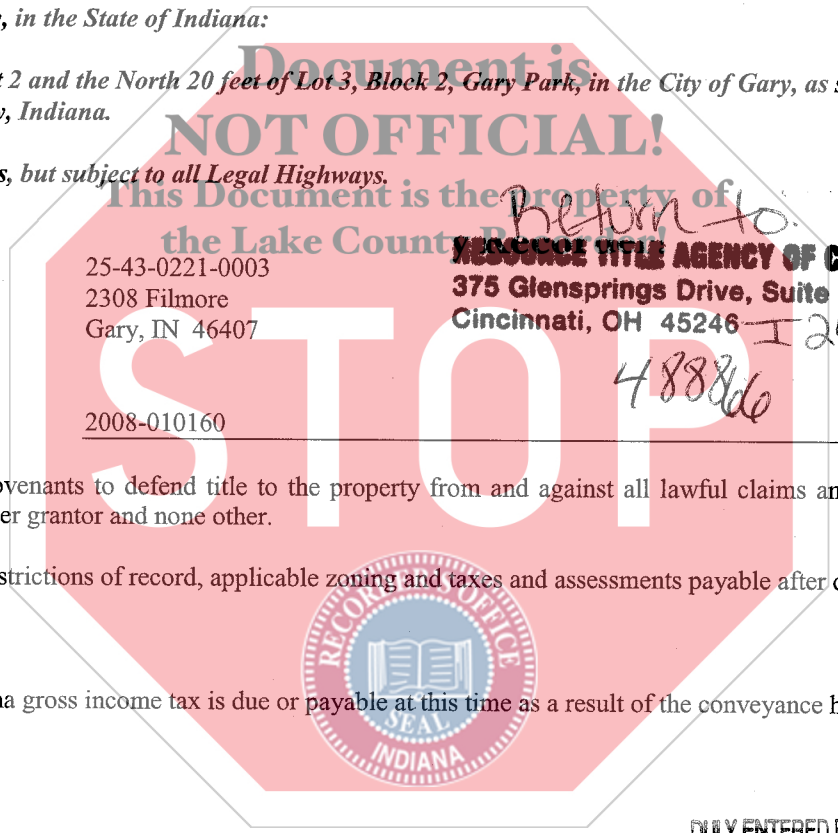 , in the State of Indiana:
Document is
2 and the North 20 feet of Lot 3, Block 2, Gary Park, in the City of Gary, as
, Indiana.
NOT OFFICIAL!
, but subject to all Legal Highways.
This Document is the property of
the Lake County Recorder!
Return to:
TITLE AGENCY OF
25-43-0221-0003
375 Glensprings Drive, Suite
2308 Filmore
Cincinnati, OH 45246
Gary, IN 46407
STOP
48886
2008-010160
ovenants to defend title to the property from and against all lawful claims
er grantor and none other.
strictions of record, applicable zoning and taxes and assessments payable after
RECORDER'S OFFICE
SEAL
INDIANA
na gross income tax is due or payable at this time as a result of the conveyance
DULY ENTERED